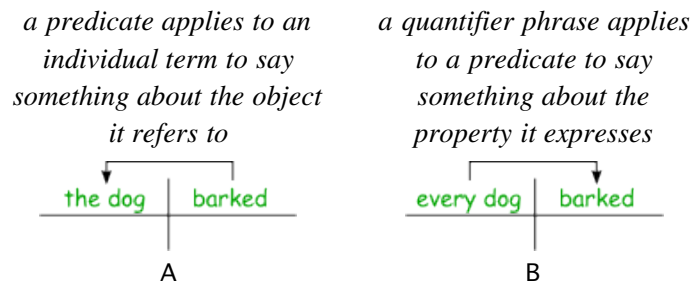 a predicate applies to an
individual term to say
something about the object
it refers to
the dog barked
A
a quantifier phrase applies
to a predicate to say
something about the
property it expresses
every dog barked
B